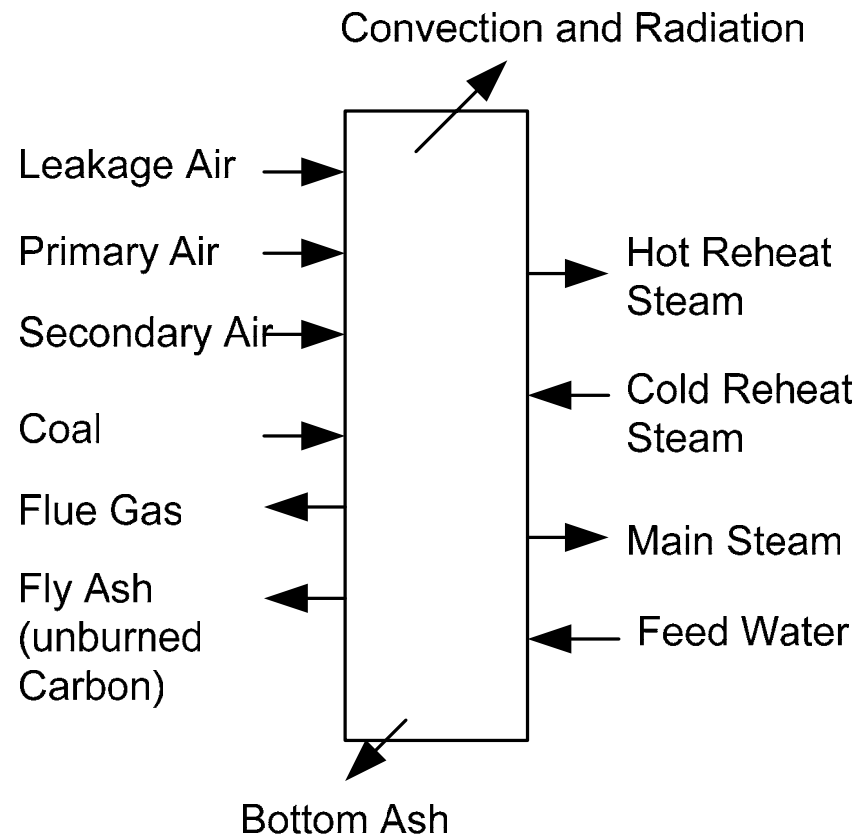 Convection and Radiation
Leakage Air
Primary Air
Secondary Air
Coal
Flue Gas
Fly Ash
(unburned
Carbon)
Hot Reheat
Steam
Cold Reheat
Steam
Main Steam
Feed Water
Bottom Ash